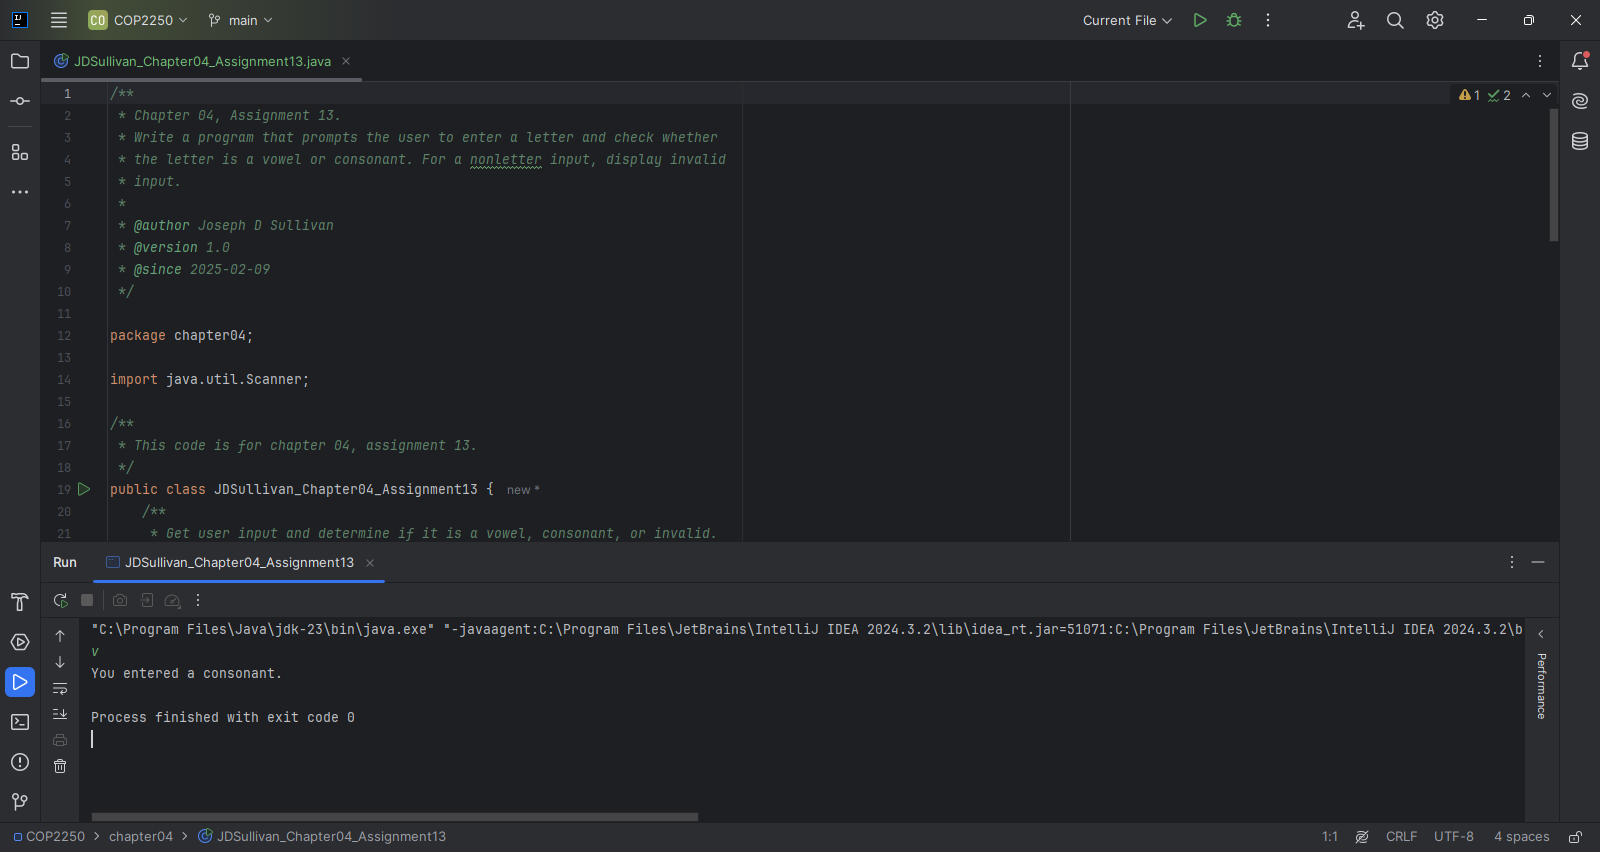 CO COP2250 main Current File
JDSullivan_Chapter04_Assignment13.java
1 /** 1 2
2 * Chapter 04, Assignment 13.
3 * Write a program that prompts the user to enter a letter and check whether
4 * the letter is a vowel or consonant. For a nonletter input, display invalid
5 * input.
6 *
7 * @author Joseph D Sullivan
8 * @version 1.0
9 * @since 2025-02-09
10 */
11
12 package chapter04;
13
14 import java.util.Scanner;
15
16 /**
17 * This code is for chapter 04, assignment 13.
18 */
19 public class JDSullivan_Chapter04_Assignment13 { new *
20 /**
21 * Get user input and determine if it is a vowel, consonant, or invalid.
Run JDSullivan_Chapter04_Assignment13
"C:\Program Files\Java\jdk-23\bin\java.exe" "-javaagent:C:\Program Files\JetBrains\IntelliJ IDEA 2024.3.2\lib\idea_rt.jar=51071:C:\Program Files\JetBrains\IntelliJ IDEA 2024.3.2\b
v
You entered a consonant.
Process finished with exit code 0
Performance
COP2250 chapter04 JDSullivan_Chapter04_Assignment13 1:1 CRLF UTF-8 4 spaces